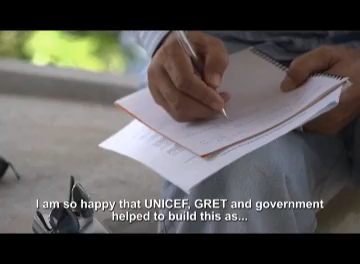 I am so happy that UNICEF, GRET and government
helped to build this as...